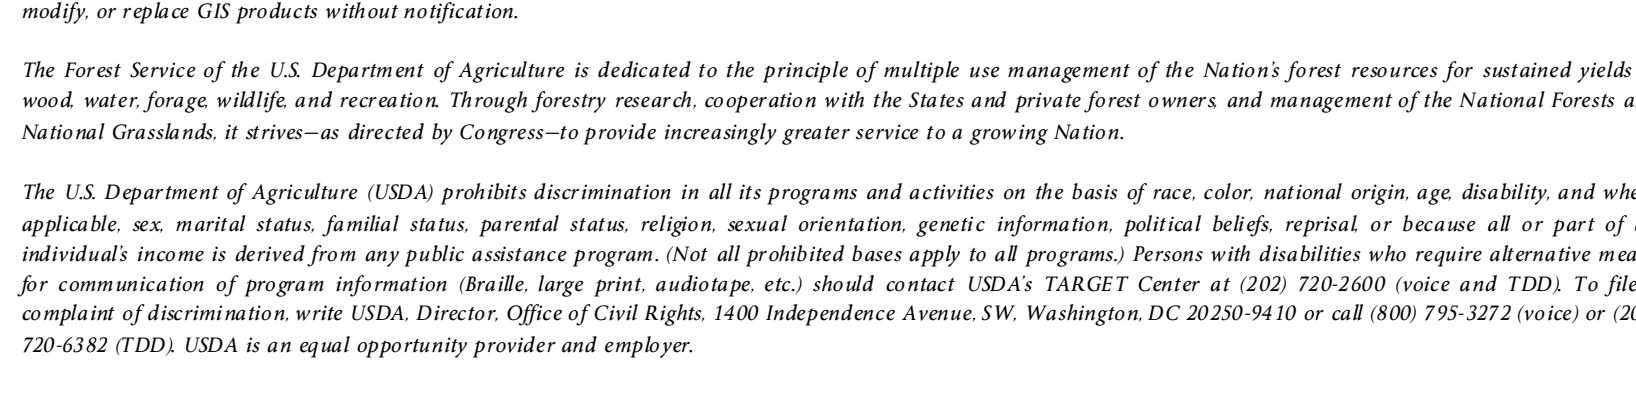 modify, or replace GIS products without notification.
The Forest Service of the U.S. Department of Agriculture is dedicated to the principle of multiple use management of the Nation's forest resources for sustained yields
wood, water, forage, wildlife, and recreation. Through forestry research, cooperation with the States and private forest owners, and management of the National Forests
National Grasslands, it strives—as directed by Congress—to provide increasingly greater service to a growing Nation.
The U.S. Department of Agriculture (USDA) prohibits discrimination in all its programs and activities on the basis of race, color, national origin, age, disability, and
applicable, sex, marital status, familial status, parental status, religion, sexual orientation, genetic information, political beliefs, reprisal, or because all or part of
individual's income is derived from any public assistance program. (Not all prohibited bases apply to all programs.) Persons with disabilities who require alternative
for communication of program information (Braille, large print, audiotape, etc.) should contact USDA's TARGET Center at (202) 720-2600 (voice and TDD). To file
complaint of discrimination, write USDA, Director, Office of Civil Rights, 1400 Independence Avenue, SW, Washington, DC 20250-9410 or call (800) 795-3272 (voice) or
720-6382 (TDD). USDA is an equal opportunity provider and employer.